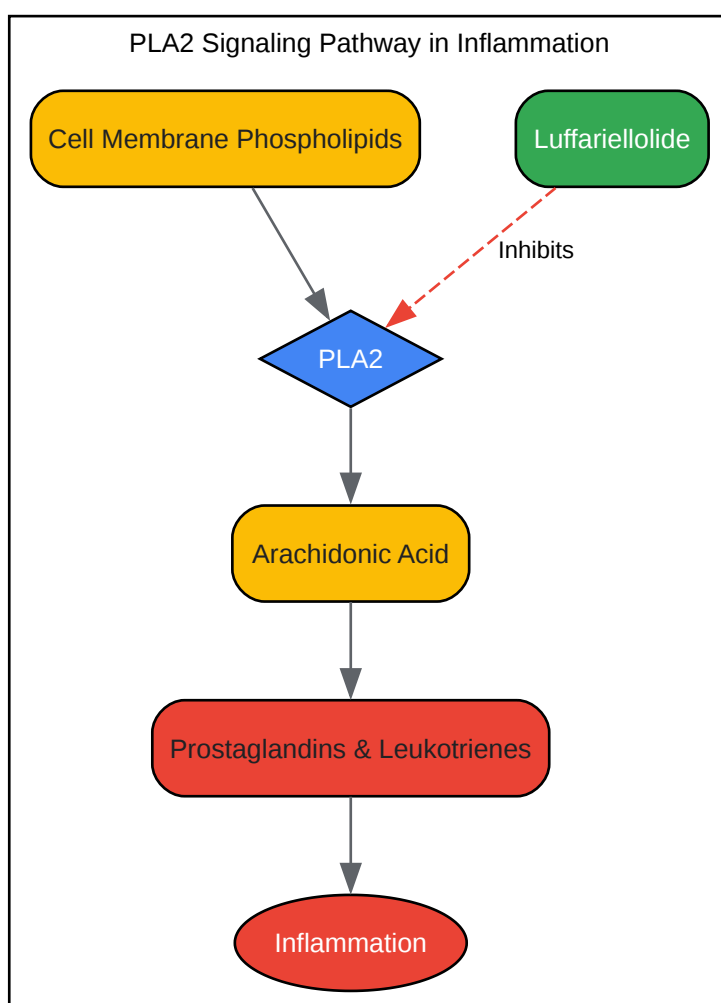 PLA2 Signaling Pathway in Inflammation
Cell Membrane Phospholipids
Luffariellolide
Inhibits
PLA2
Arachidonic Acid
Prostaglandins & Leukotrienes
Inflammation